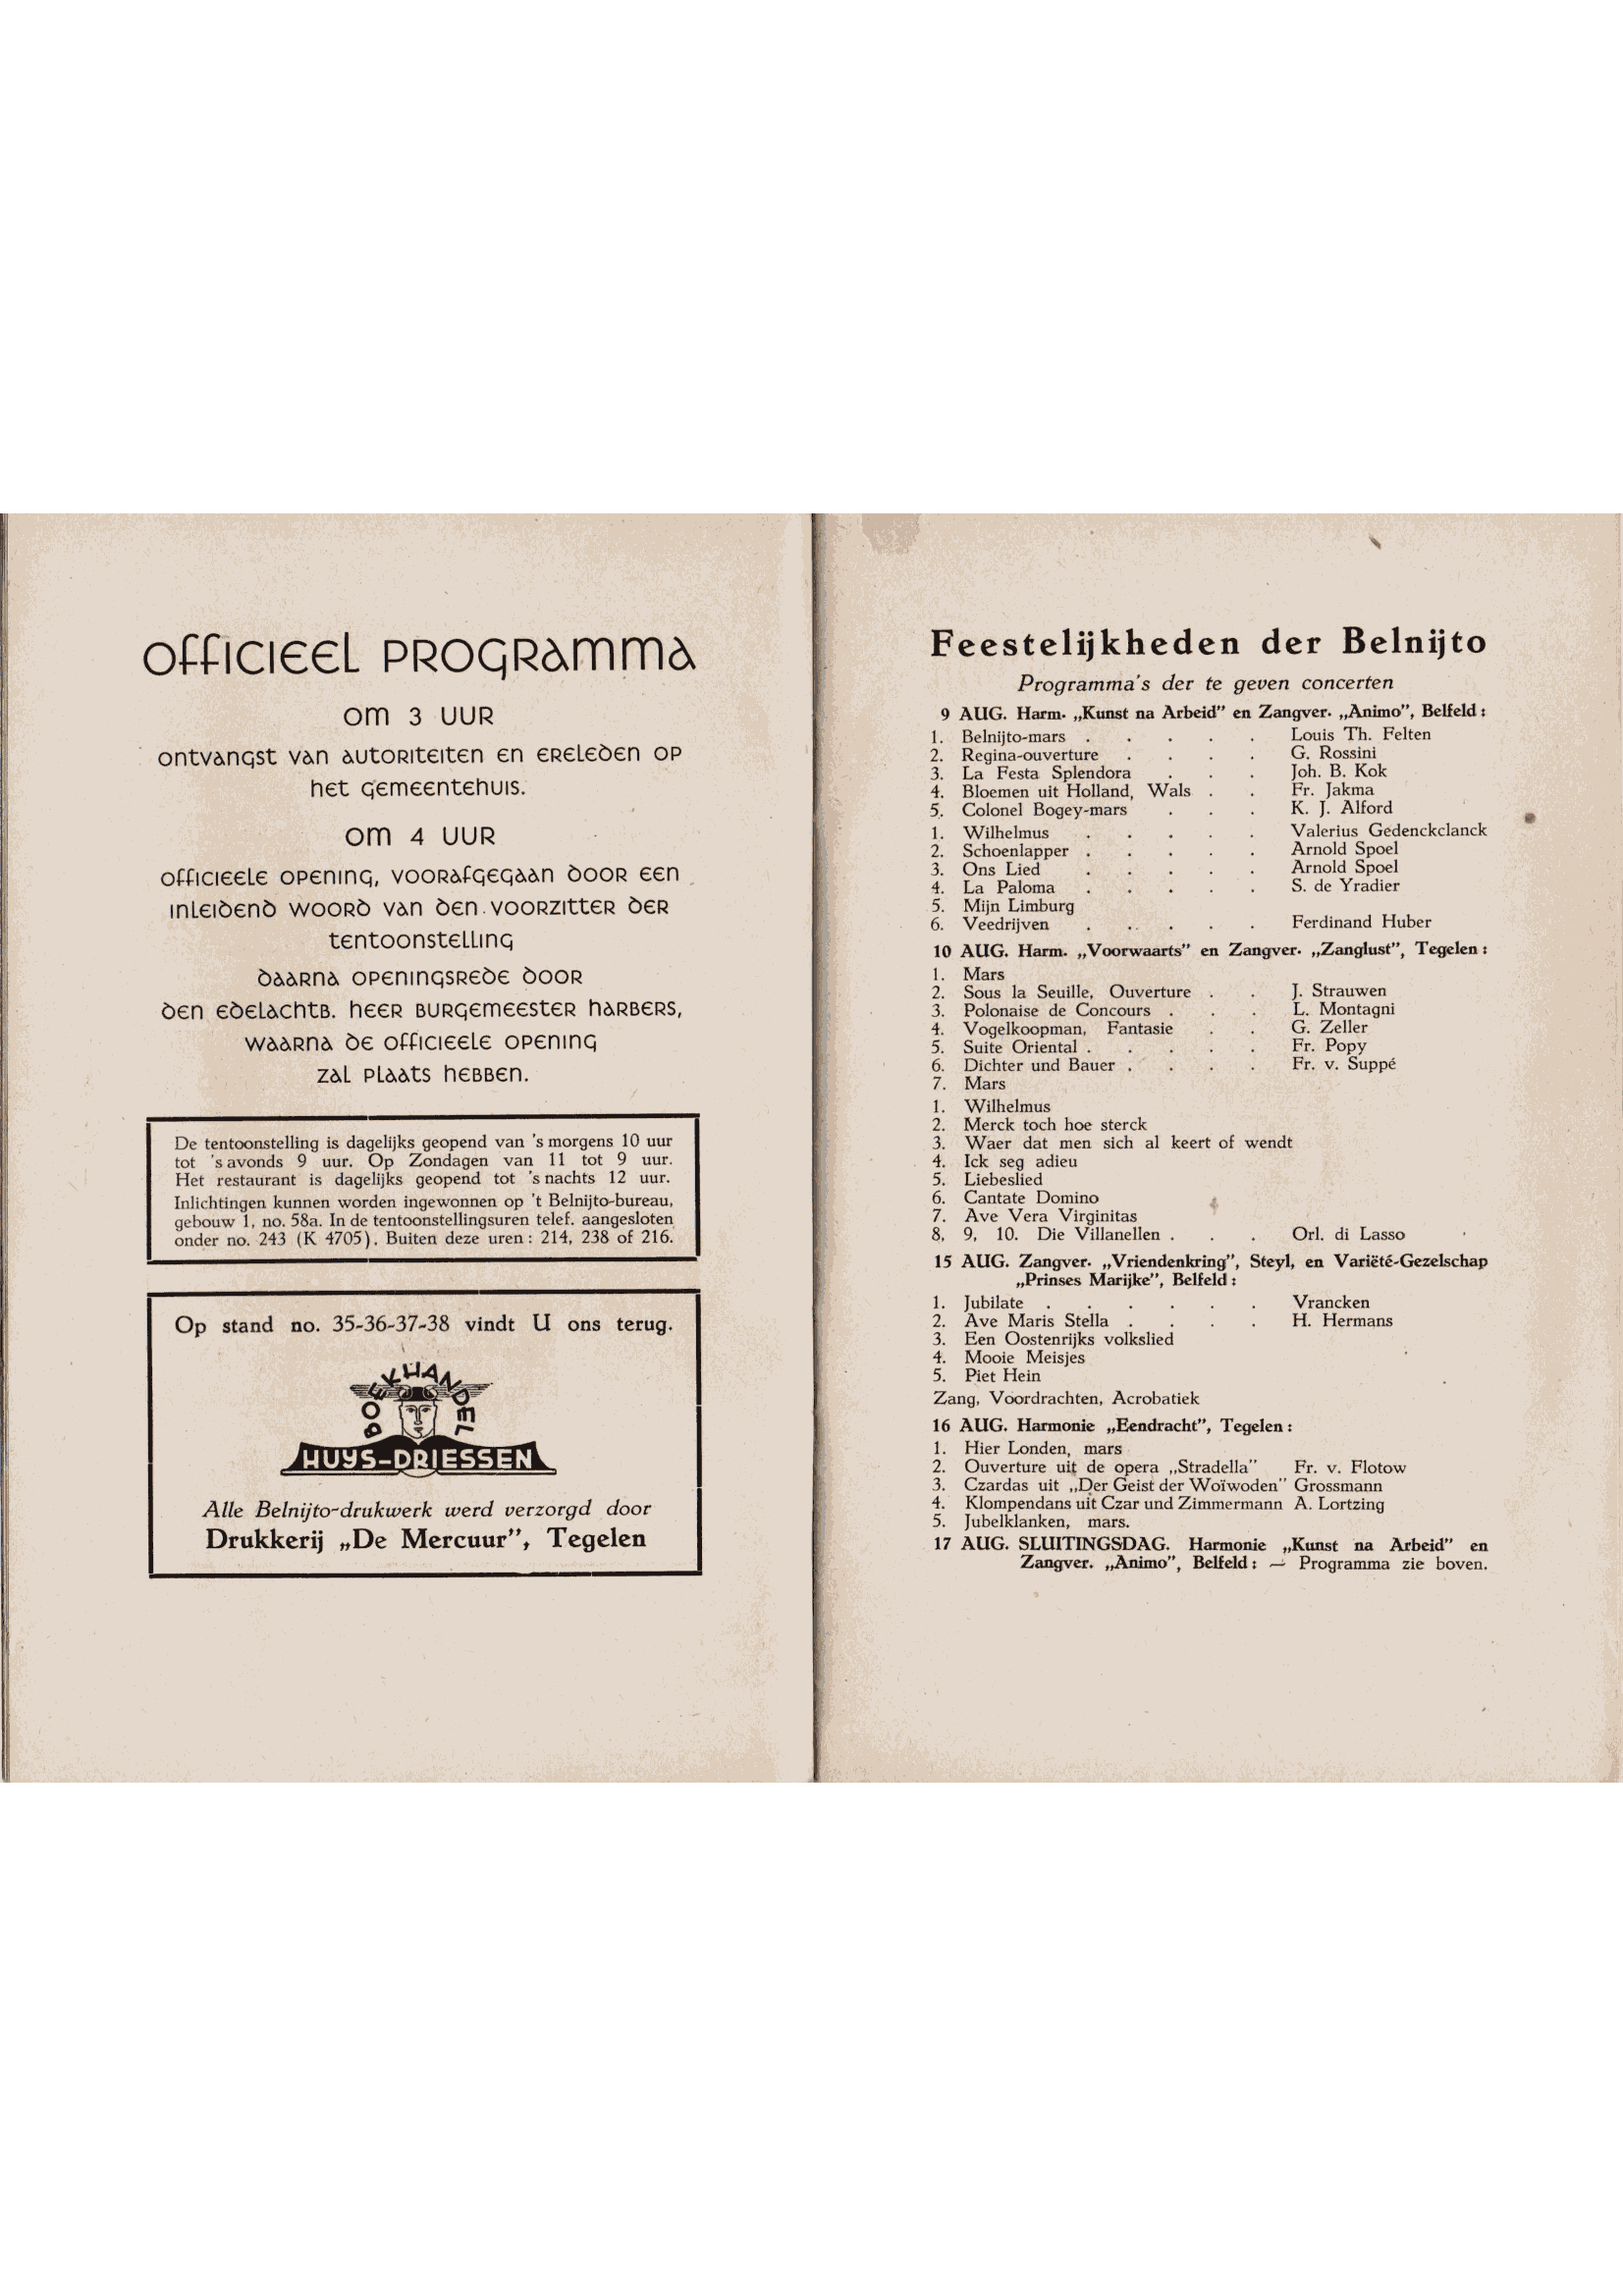 OFFICIEEL PROGRAMMA
OM 3 UUR
ONTVANGST VAN AUTORITEITEN EN ERELEDEN OP
HET GEMEENTEHUIS.
OM 4 UUR
OFFICIEELE OPENING, VOORAFGEGAAN DOOR EEN
INLEIDEND WOORD VAN DEN VOORZITTER DER
TENTOONSTELLING
DAARNA OPENINGSREDE DOOR
DEN EDELACHTB. HEER BURGEMEESTER HARBERS,
WAARNA DE OFFICIEELE OPENING
ZAL PLAATS HEBBEN.
De tentoonstelling is dagelijks geopend van 's morgens 10 uur
tot 's avonds 9 uur. Op Zondagen van 11 tot 9 uur.
Het restaurant is dagelijks geopend tot 's nachts 12 uur.
Inlichtingen kunnen worden ingewonnen op 't Belnijto-bureau,
gebouw 1, no. 58a. In de tentoonstellingsuren telef. aangesloten
onder no. 243 (K 4705). Buiten deze uren: 214, 238 of 216.
Op stand no. 35-36-37-38 vindt U ons terug.
BOEKHANDEL
HUYS-DRIESSEN
Alle Belnijto-drukwerk werd verzorgd door
Drukkerij „De Mercuur”, Tegelen
Feestelijkheden der Belnijto
Programma's der te geven concerten
9 AUG. Harm. „Kunst na Arbeid” en Zangver. „Animo”, Belfeld:
1. Belnijto-mars . . . . . Louis Th. Felten
2. Regina-ouverture . . . . G. Rossini
3. La Festa Splendora . . . Joh. B. Kok
4. Bloemen uit Holland, Wals . . Fr. Jakma
5. Colonel Bogey-mars . . . K. J. Alford
1. Wilhelmus . . . . . Valerius Gedenckclanck
2. Schoenlapper . . . . . Arnold Spoel
3. Ons Lied . . . . . Arnold Spoel
4. La Paloma . . . . . S. de Yradier
5. Mijn Limburg
6. Veedrijven . . . . . Ferdinand Huber
10 AUG. Harm. „Voorwaarts” en Zangver. „Zanglust”, Tegelen:
1. Mars
2. Sous la Seuille, Ouverture . . J. Strauwen
3. Polonaise de Concours . . . L. Montagni
4. Vogelkoopman, Fantasie . . G. Zeller
5. Suite Oriental . . . . . Fr. Popy
6. Dichter und Bauer . . . . Fr. v. Suppé
7. Mars
1. Wilhelmus
2. Merck toch hoe sterck
3. Waer dat men sich al keert of wendt
4. Ick seg adieu
5. Liebeslied
6. Cantate Domino
7. Ave Vera Virginitas
8, 9, 10. Die Villanellen . . . Orl. di Lasso
15 AUG. Zangver. „Vriendenkring”, Steyl, en Variëté-Gezelschap
„Prinses Marijke”, Belfeld:
1. Jubilate . . . . . . Vrancken
2. Ave Maris Stella . . . . H. Hermans
3. Een Oostenrijks volkslied
4. Mooie Meisjes
5. Piet Hein
Zang, Voordrachten, Acrobatiek
16 AUG. Harmonie „Eendracht”, Tegelen:
1. Hier Londen, mars
2. Ouverture uit de opera „Stradella” Fr. v. Flotow
3. Czardas uit „Der Geist der Woïwoden” Grossmann
4. Klompendans uit Czar und Zimmermann A. Lortzing
5. Jubelklanken, mars.
17 AUG. SLUITINGSDAG. Harmonie „Kunst na Arbeid” en
Zangver. „Animo”, Belfeld: — Programma zie boven.